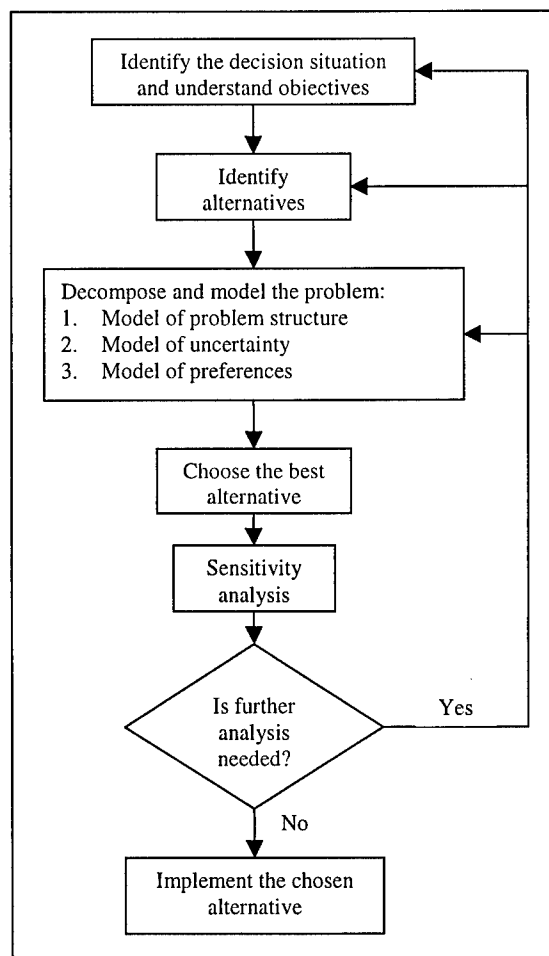 Identify the decision situation
and understand objectives
Identify
alternatives
Decompose and model the problem:
1. Model of problem structure
2. Model of uncertainty
3. Model of preferences
Choose the best
alternative
Sensitivity
analysis
Is further
analysis
needed?
Yes
No
Implement the chosen
alternative